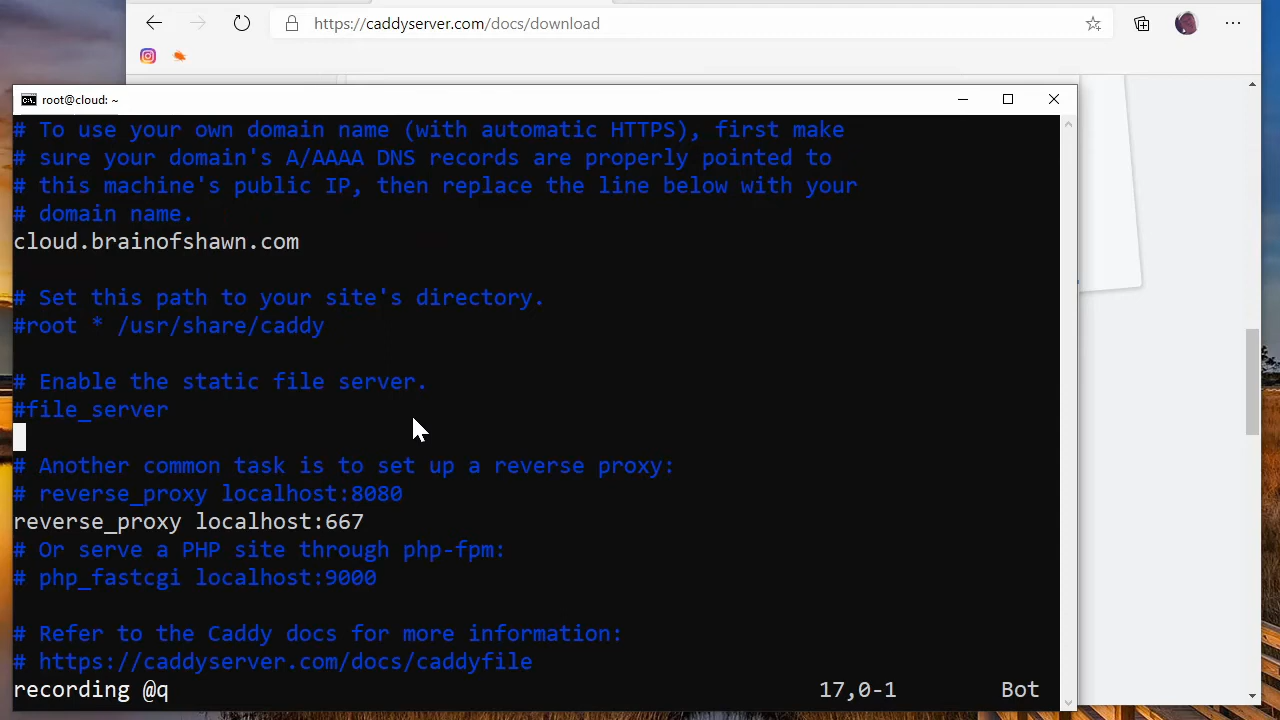 https://caddyserver.com/docs/download
root@cloud: ~
# To use your own domain name (with automatic HTTPS), first make
# sure your domain's A/AAAA DNS records are properly pointed to
# this machine's public IP, then replace the line below with your
# domain name.
cloud.brainofshawn.com
# Set this path to your site's directory.
#root * /usr/share/caddy
# Enable the static file server.
#file_server
# Another common task is to set up a reverse proxy:
# reverse_proxy localhost:8080
reverse_proxy localhost:667
# Or serve a PHP site through php-fpm:
# php_fastcgi localhost:9000
# Refer to the Caddy docs for more information:
# https://caddyserver.com/docs/caddyfile
recording @q 17,0-1 Bot